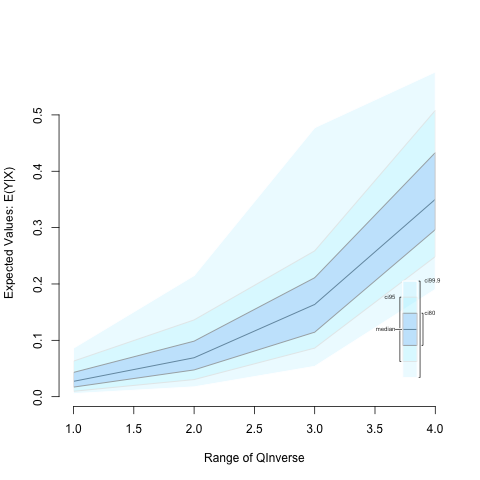 Expected Values: E(Y|X)
0.5
0.4
0.3
0.2
0.1
0.0
ci99.9
ci95
ci80
median
1.0 1.5 2.0 2.5 3.0 3.5 4.0
Range of QInverse